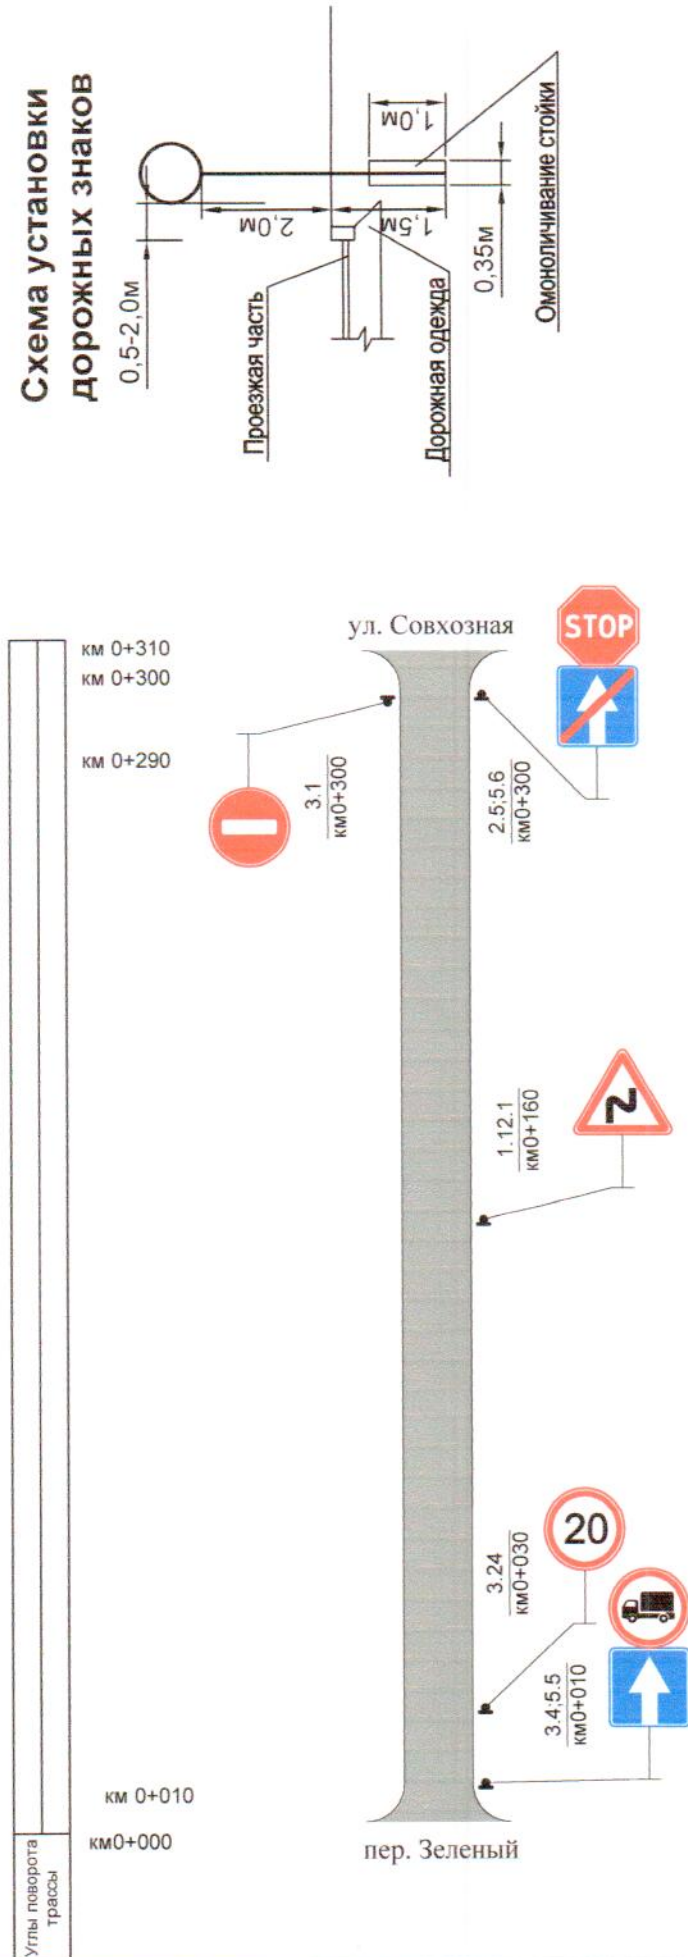 Схема установки
дорожных знаков
0,5-2,0м
2,0м
1,5м
1,0м
0,35м
Проезжая часть
Дорожная одежда
Омоноличивание стойки
км 0+310
км 0+300
км 0+290
ул. Совхозная
STOP
3.1
км0+300
2.5;5.6
км0+300
1.12.1
км0+160
3.24
км0+030
20
3.4;5.5
км0+010
км 0+010
км0+000
пер. Зеленый
Углы поворота
трассы